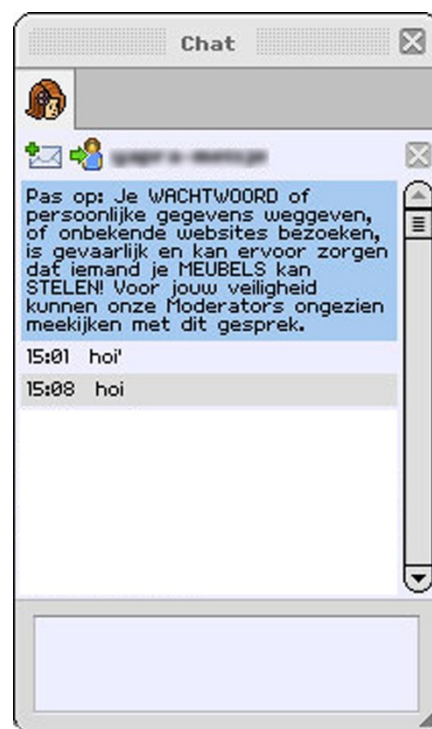 Chat
Pas op: Je WACHTWOORD of
persoonlijke gegevens weggeven,
of onbekende websites bezoeken,
is gevaarlijk en kan ervoor zorgen
dat iemand je MEUBELS kan
STELEN! Voor jouw veiligheid
kunnen onze Moderators ongezien
meekijken met dit gesprek.
15:01 hoi'
15:08 hoi